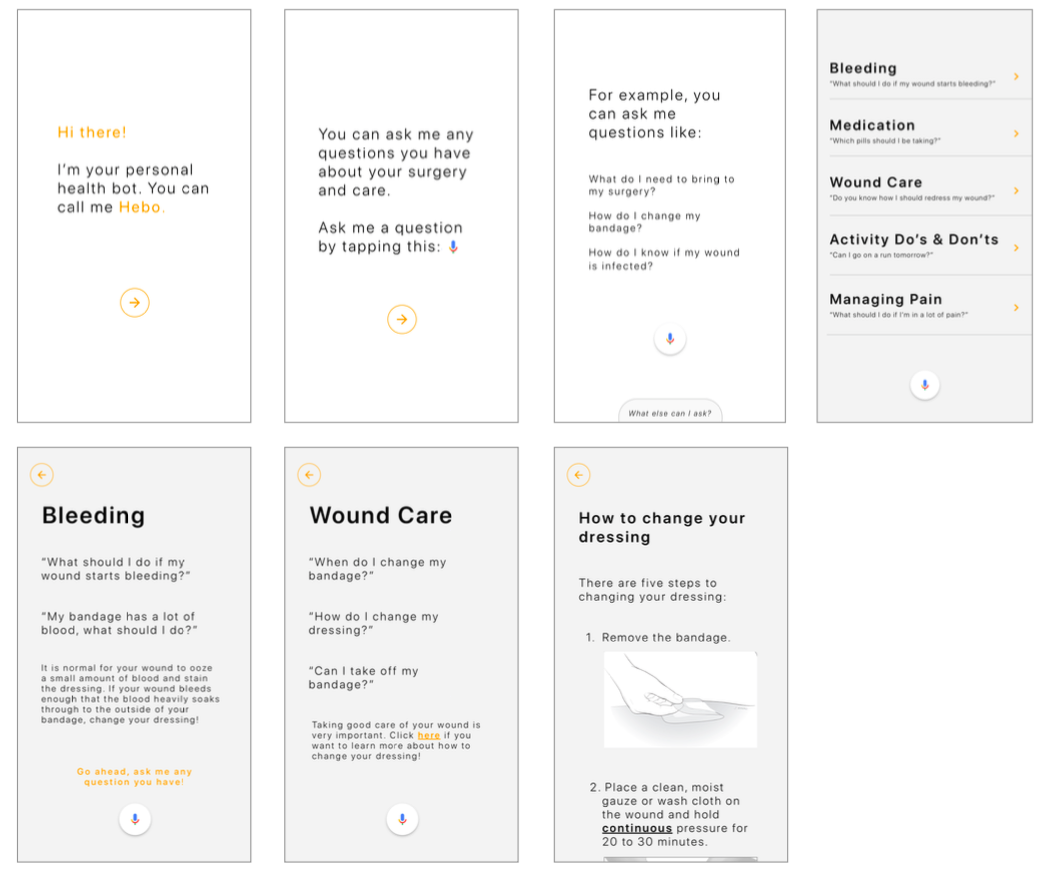 Hi there!
I'm your personal
health bot. You can
call me Hebo.
You can ask me any
questions you have
about your surgery
and care.
Ask me a question
by tapping this:
For example, you
can ask me
questions like:
What do I need to bring to
my surgery?
How do I change my
bandage?
How do I know if my wound
is infected?
What else can I ask?
Bleeding
"What should I do if my wound starts bleeding?"
Medication
"Which pills should I be taking?"
Wound Care
"Do you know how I should redress my wound?"
Activity Do's & Don'ts
"Can I go on a run tomorrow?"
Managing Pain
"What should I do if I'm in a lot of pain?"
Bleeding
"What should I do if my
wound starts bleeding?"
"My bandage has a lot of
blood, what should I do?"
It is normal for your wound to ooze
a small amount of blood and stain
the dressing. If your wound bleeds
enough that the blood heavily soaks
through to the outside of your
bandage, change your dressing!
Go ahead, ask me any
question you have!
Wound Care
"When do I change my
bandage?"
"How do I change my
dressing?"
"Can I take off my
bandage?"
Taking good care of your wound is
very important. Click here if you
want to learn more about how to
change your dressing!
How to change your
dressing
There are five steps to
changing your dressing:
1. Remove the bandage.
2. Place a clean, moist
gauze or wash cloth on
the wound and hold
continuous pressure for
20 to 30 minutes.